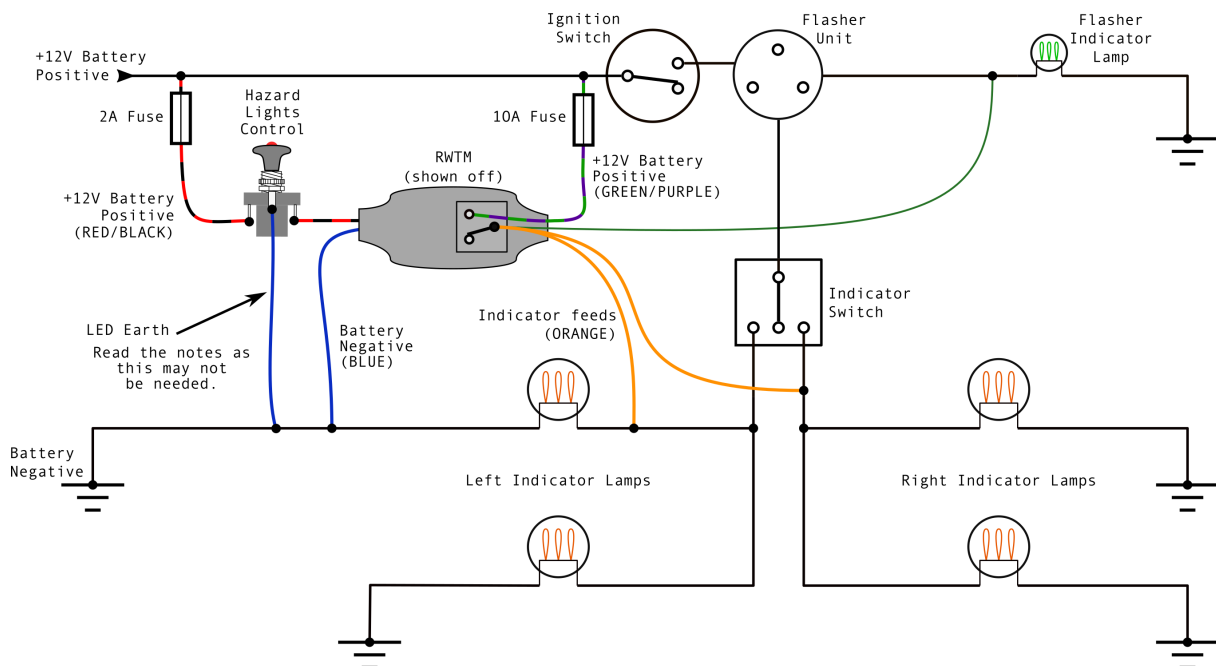 Ignition
Switch
Flasher
Unit
Flasher
Indicator
Lamp
+12V Battery
Positive
2A Fuse
Hazard
Lights
Control
10A Fuse
RWTM
(shown off)
+12V Battery
Positive
(GREEN/PURPLE)
+12V Battery
Positive
(RED/BLACK)
Indicator
Switch
LED Earth
Read the notes as
this may not
be needed.
Battery
Negative
(BLUE)
Indicator feeds
(ORANGE)
Battery
Negative
Left Indicator Lamps
Right Indicator Lamps